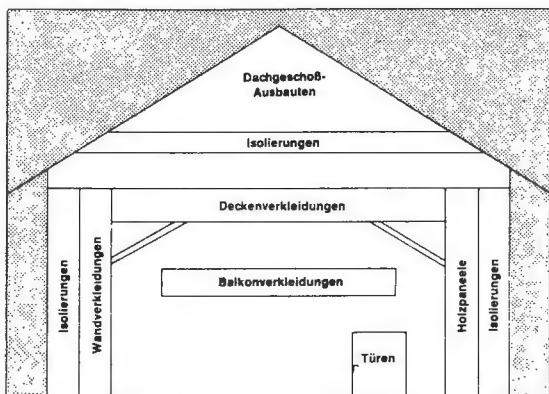 Dachgeschoß-
Ausbauten
Isolierungen
Deckenverkleidungen
Isolierungen
Wandverkleidungen
Balkonverkleidungen
Holzpaneele
Isolierungen
Türen